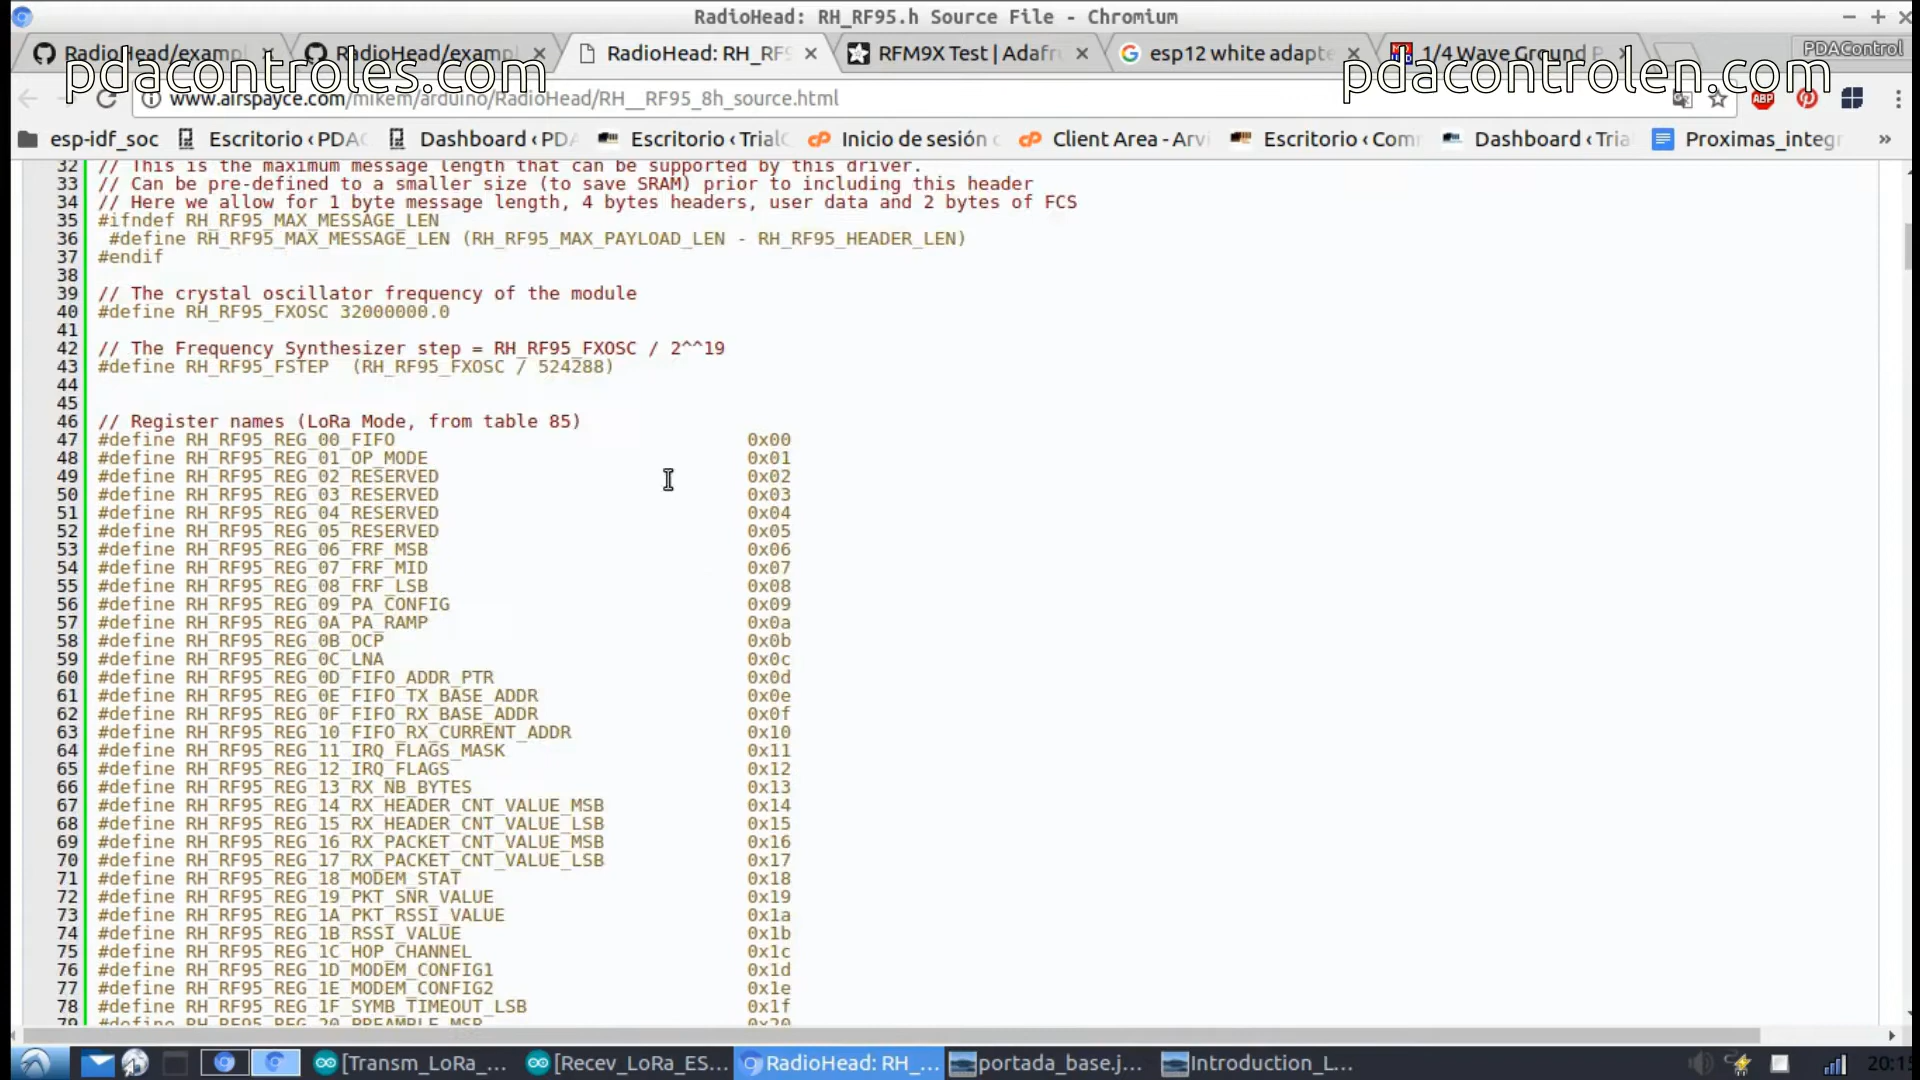 RadioHead: RH_RF95.h Source File - Chromium
RadioHead/exampl
RadioHead/exampl
RadioHead: RH_RF9
RFM9X Test | Adafru
esp12 white adapte
1/4 Wave Ground P
PDAControl
pdacontroles.com
pdacontrolen.com
www.airspayce.com/mikem/arduino/RadioHead/RH__RF95_8h_source.html
ABP
esp-idf_soc
Escritorio ‹ PDAC
Dashboard ‹ PDA
Escritorio ‹ TrialC
Inicio de sesión
Client Area - Arvi
Escritorio ‹ Com
Dashboard ‹ Tria
Proximas_integr
»
32 // This is the maximum message length that can be supported by this driver.
33 // Can be pre-defined to a smaller size (to save SRAM) prior to including this header
34 // Here we allow for 1 byte message length, 4 bytes headers, user data and 2 bytes of FCS
35 #ifndef RH_RF95_MAX_MESSAGE_LEN
36 #define RH_RF95_MAX_MESSAGE_LEN (RH_RF95_MAX_PAYLOAD_LEN - RH_RF95_HEADER_LEN)
37 #endif
38
39 // The crystal oscillator frequency of the module
40 #define RH_RF95_FXOSC 32000000.0
41
42 // The Frequency Synthesizer step = RH_RF95_FXOSC / 2^^19
43 #define RH_RF95_FSTEP (RH_RF95_FXOSC / 524288)
44
45
46 // Register names (LoRa Mode, from table 85)
47 #define RH_RF95_REG_00_FIFO 0x00
48 #define RH_RF95_REG_01_OP_MODE 0x01
49 #define RH_RF95_REG_02_RESERVED 0x02
50 #define RH_RF95_REG_03_RESERVED 0x03
51 #define RH_RF95_REG_04_RESERVED 0x04
52 #define RH_RF95_REG_05_RESERVED 0x05
53 #define RH_RF95_REG_06_FRF_MSB 0x06
54 #define RH_RF95_REG_07_FRF_MID 0x07
55 #define RH_RF95_REG_08_FRF_LSB 0x08
56 #define RH_RF95_REG_09_PA_CONFIG 0x09
57 #define RH_RF95_REG_0A_PA_RAMP 0x0a
58 #define RH_RF95_REG_0B_OCP 0x0b
59 #define RH_RF95_REG_0C_LNA 0x0c
60 #define RH_RF95_REG_0D_FIFO_ADDR_PTR 0x0d
61 #define RH_RF95_REG_0E_FIFO_TX_BASE_ADDR 0x0e
62 #define RH_RF95_REG_0F_FIFO_RX_BASE_ADDR 0x0f
63 #define RH_RF95_REG_10_FIFO_RX_CURRENT_ADDR 0x10
64 #define RH_RF95_REG_11_IRQ_FLAGS_MASK 0x11
65 #define RH_RF95_REG_12_IRQ_FLAGS 0x12
66 #define RH_RF95_REG_13_RX_NB_BYTES 0x13
67 #define RH_RF95_REG_14_RX_HEADER_CNT_VALUE_MSB 0x14
68 #define RH_RF95_REG_15_RX_HEADER_CNT_VALUE_LSB 0x15
69 #define RH_RF95_REG_16_RX_PACKET_CNT_VALUE_MSB 0x16
70 #define RH_RF95_REG_17_RX_PACKET_CNT_VALUE_LSB 0x17
71 #define RH_RF95_REG_18_MODEM_STAT 0x18
72 #define RH_RF95_REG_19_PKT_SNR_VALUE 0x19
73 #define RH_RF95_REG_1A_PKT_RSSI_VALUE 0x1a
74 #define RH_RF95_REG_1B_RSSI_VALUE 0x1b
75 #define RH_RF95_REG_1C_HOP_CHANNEL 0x1c
76 #define RH_RF95_REG_1D_MODEM_CONFIG1 0x1d
77 #define RH_RF95_REG_1E_MODEM_CONFIG2 0x1e
78 #define RH_RF95_REG_1F_SYMB_TIMEOUT_LSB 0x1f
79 #define RH_RF95_REG_20_PREAMBLE_MSB 0x20
[Transm_LoRa_...
[Recev_LoRa_ES...
RadioHead: RH_...
portada_base.j...
Introduction_L...